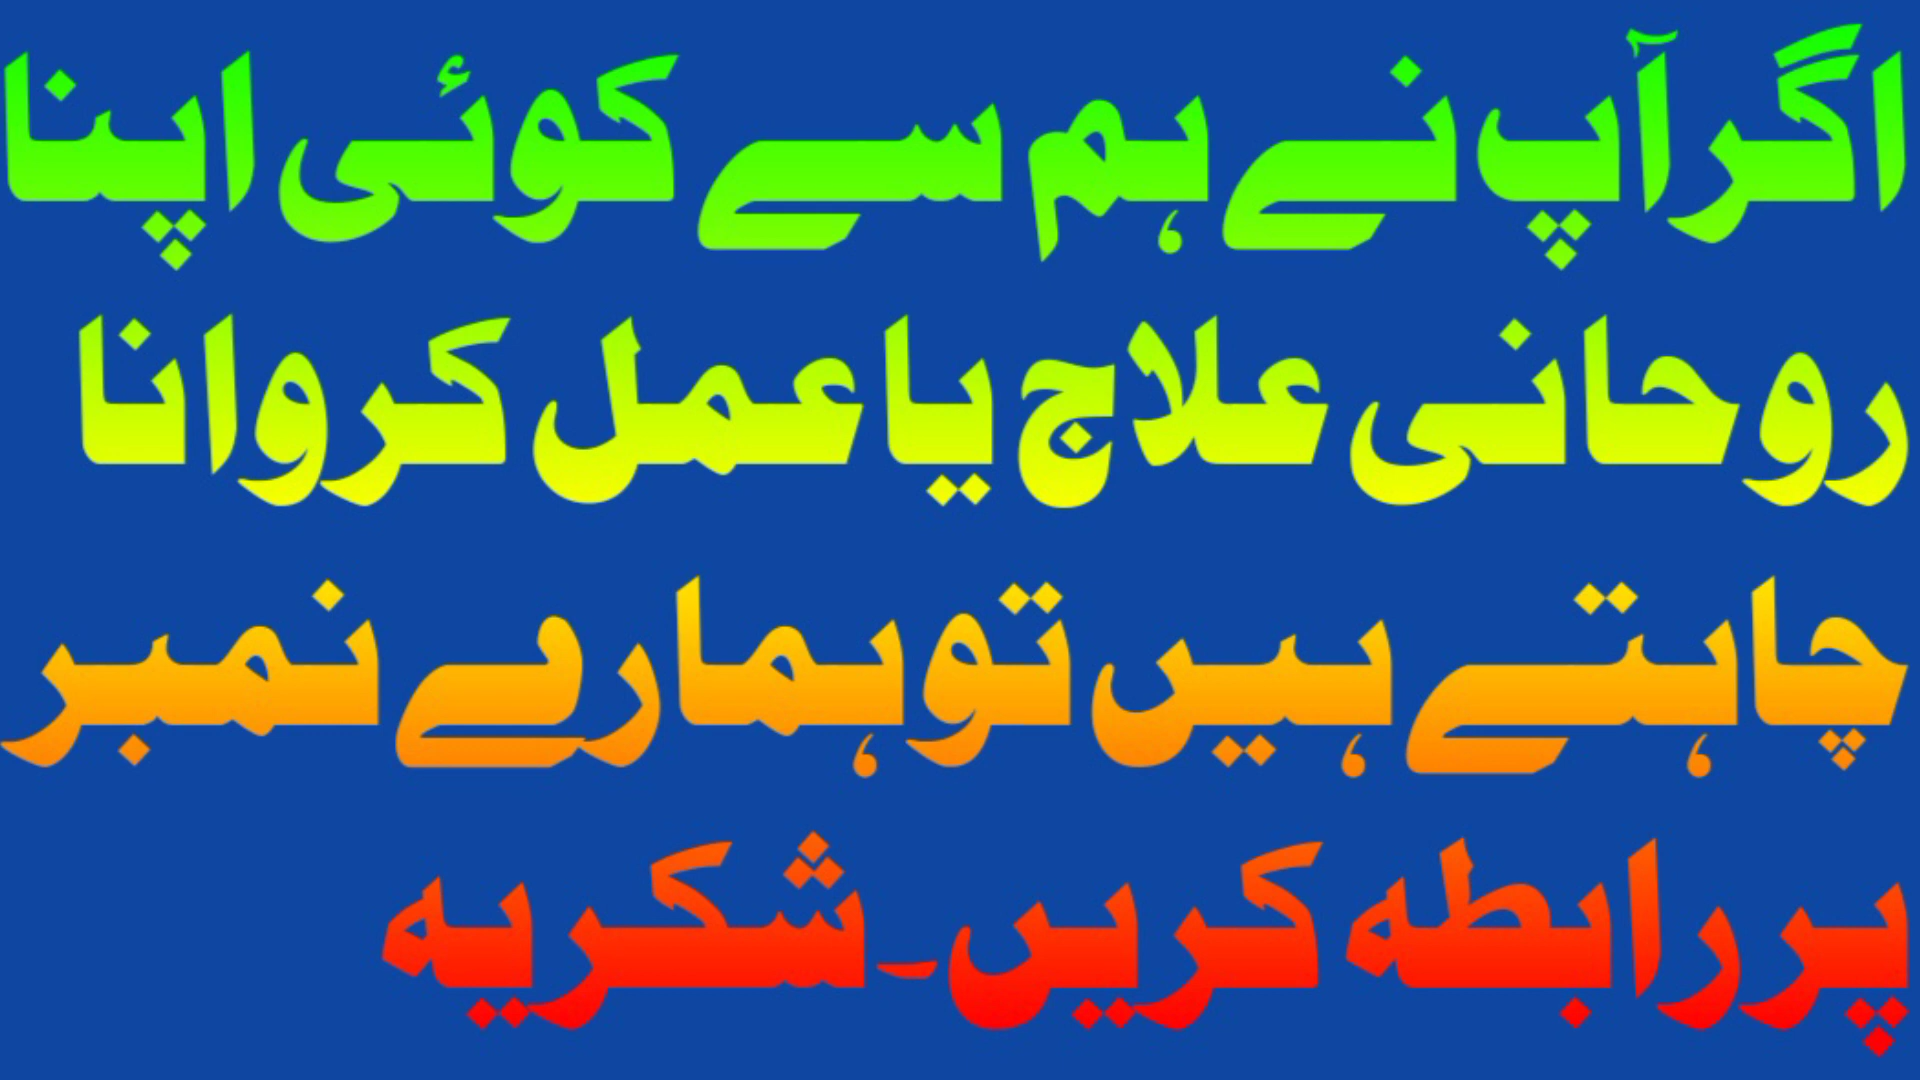 اگر آپ نے ہم سے کوئی اپنا
روحانی علاج یا عمل کروانا
چاہتے ہیں تو ہمارے نمبر
پر رابطہ کریں۔ شکریہ